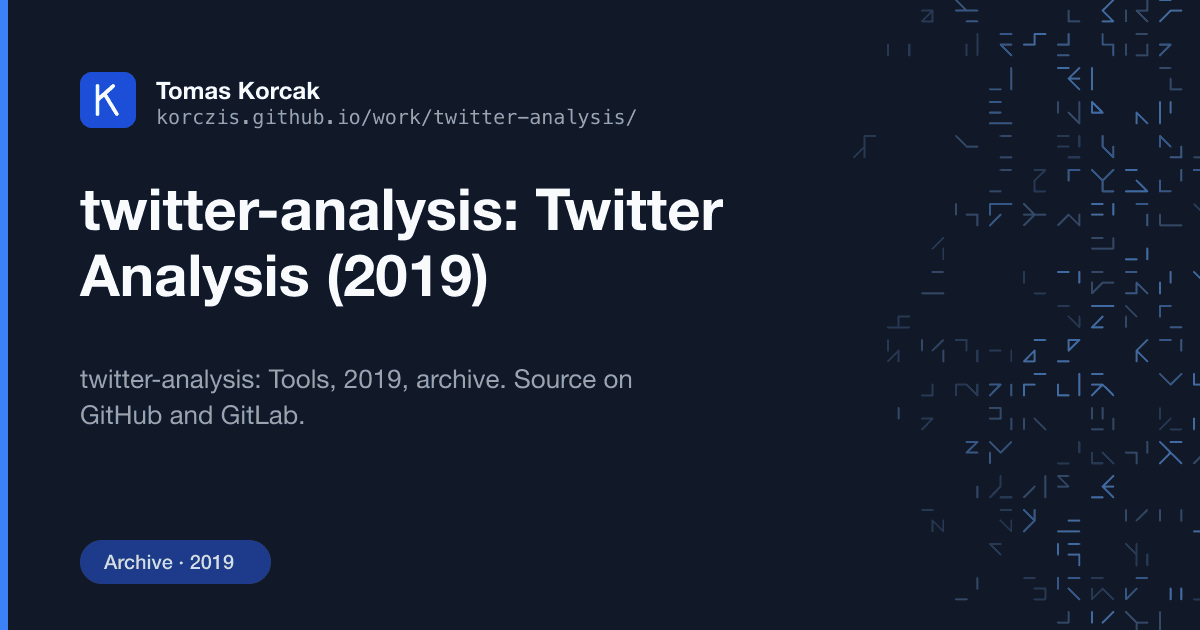 K
Tomas Korcak
korczis.github.io/work/twitter-analysis/
twitter-analysis: Twitter
Analysis (2019)
twitter-analysis: Tools, 2019, archive. Source on
GitHub and GitLab.
Archive · 2019